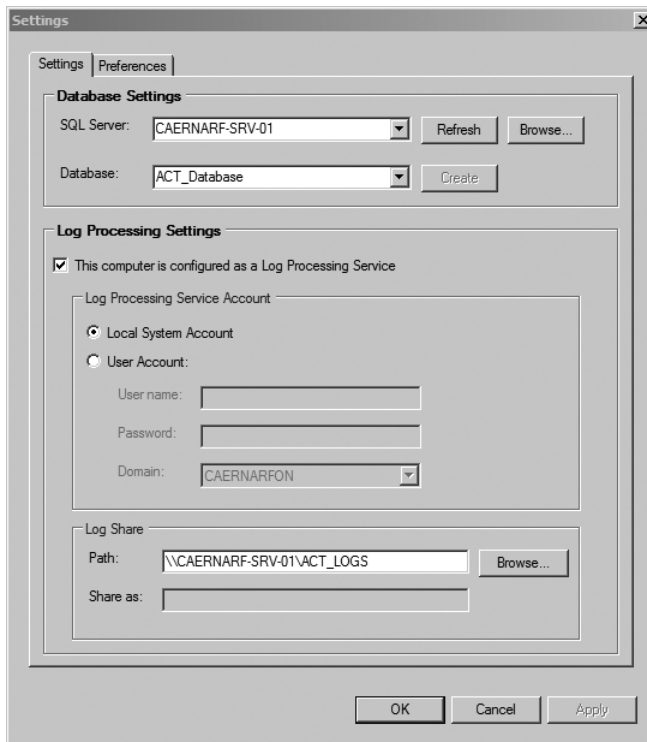 Settings
Settings Preferences
Database Settings
SQL Server: CAERNARF-SRV-01 Refresh Browse...
Database: ACT_Database Create
Log Processing Settings
This computer is configured as a Log Processing Service
Log Processing Service Account
Local System Account
User Account:
User name:
Password:
Domain: CAERNARFON
Log Share
Path: \\CAERNARF-SRV-01\ACT_LOGS Browse...
Share as:
OK Cancel Apply